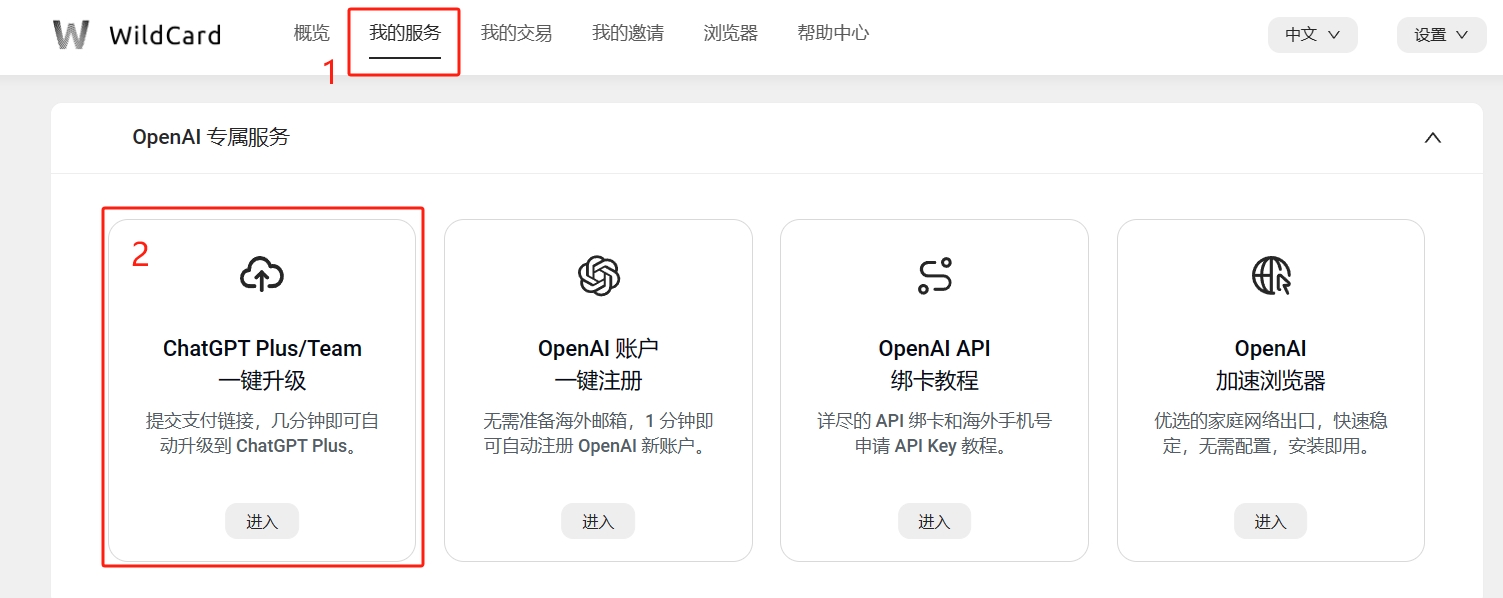 WildCard
概览
我的服务
我的交易
我的邀请
浏览器
帮助中心
中文
设置
1
OpenAI 专属服务
2
ChatGPT Plus/Team
一键升级
提交支付链接，几分钟即可自
动升级到 ChatGPT Plus。
进入
OpenAI 账户
一键注册
无需准备海外邮箱，1 分钟即
可自动注册 OpenAI 新账户。
进入
OpenAI API
绑卡教程
详尽的 API 绑卡和海外手机号
申请 API Key 教程。
进入
OpenAI
加速浏览器
优选的家庭网络出口，快速稳
定，无需配置，安装即用。
进入